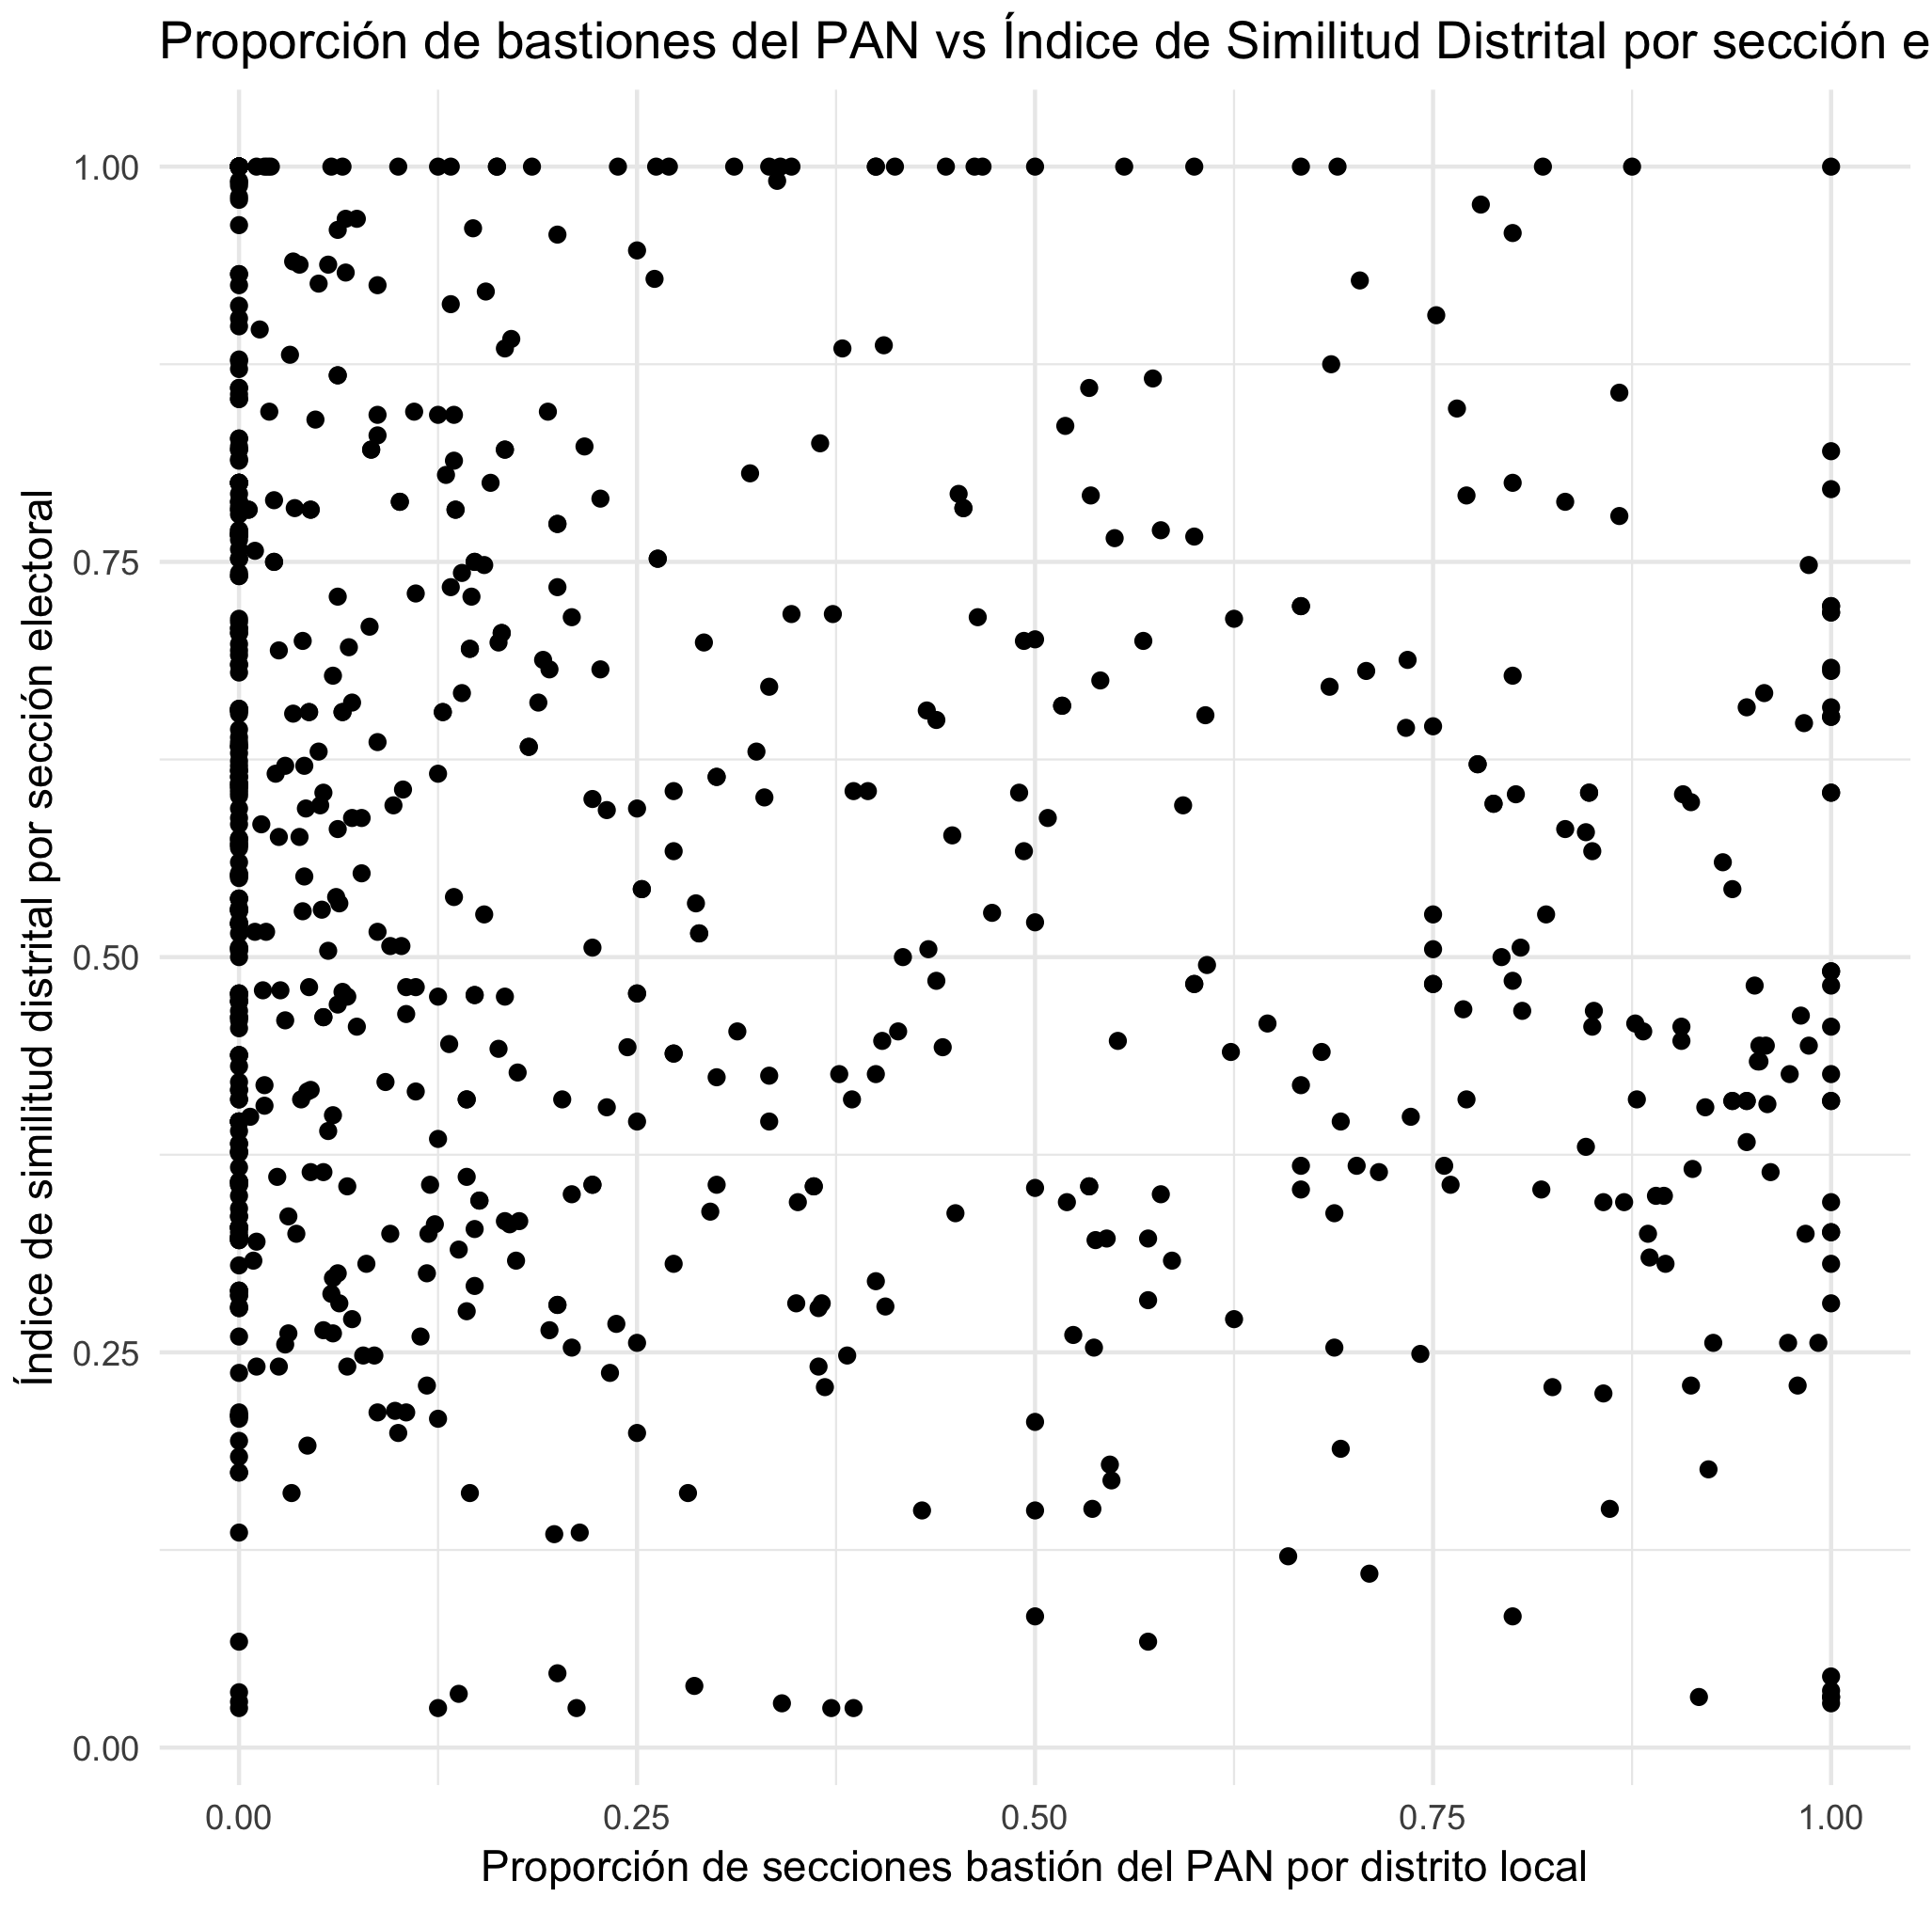 Proporción de bastiones del PAN vs Índice de Similitud Distrital por sección e
Índice de similitud distrital por sección electoral
1.00
0.75
0.50
0.25
0.00
0.00 0.25 0.50 0.75 1.00
Proporción de secciones bastión del PAN por distrito local